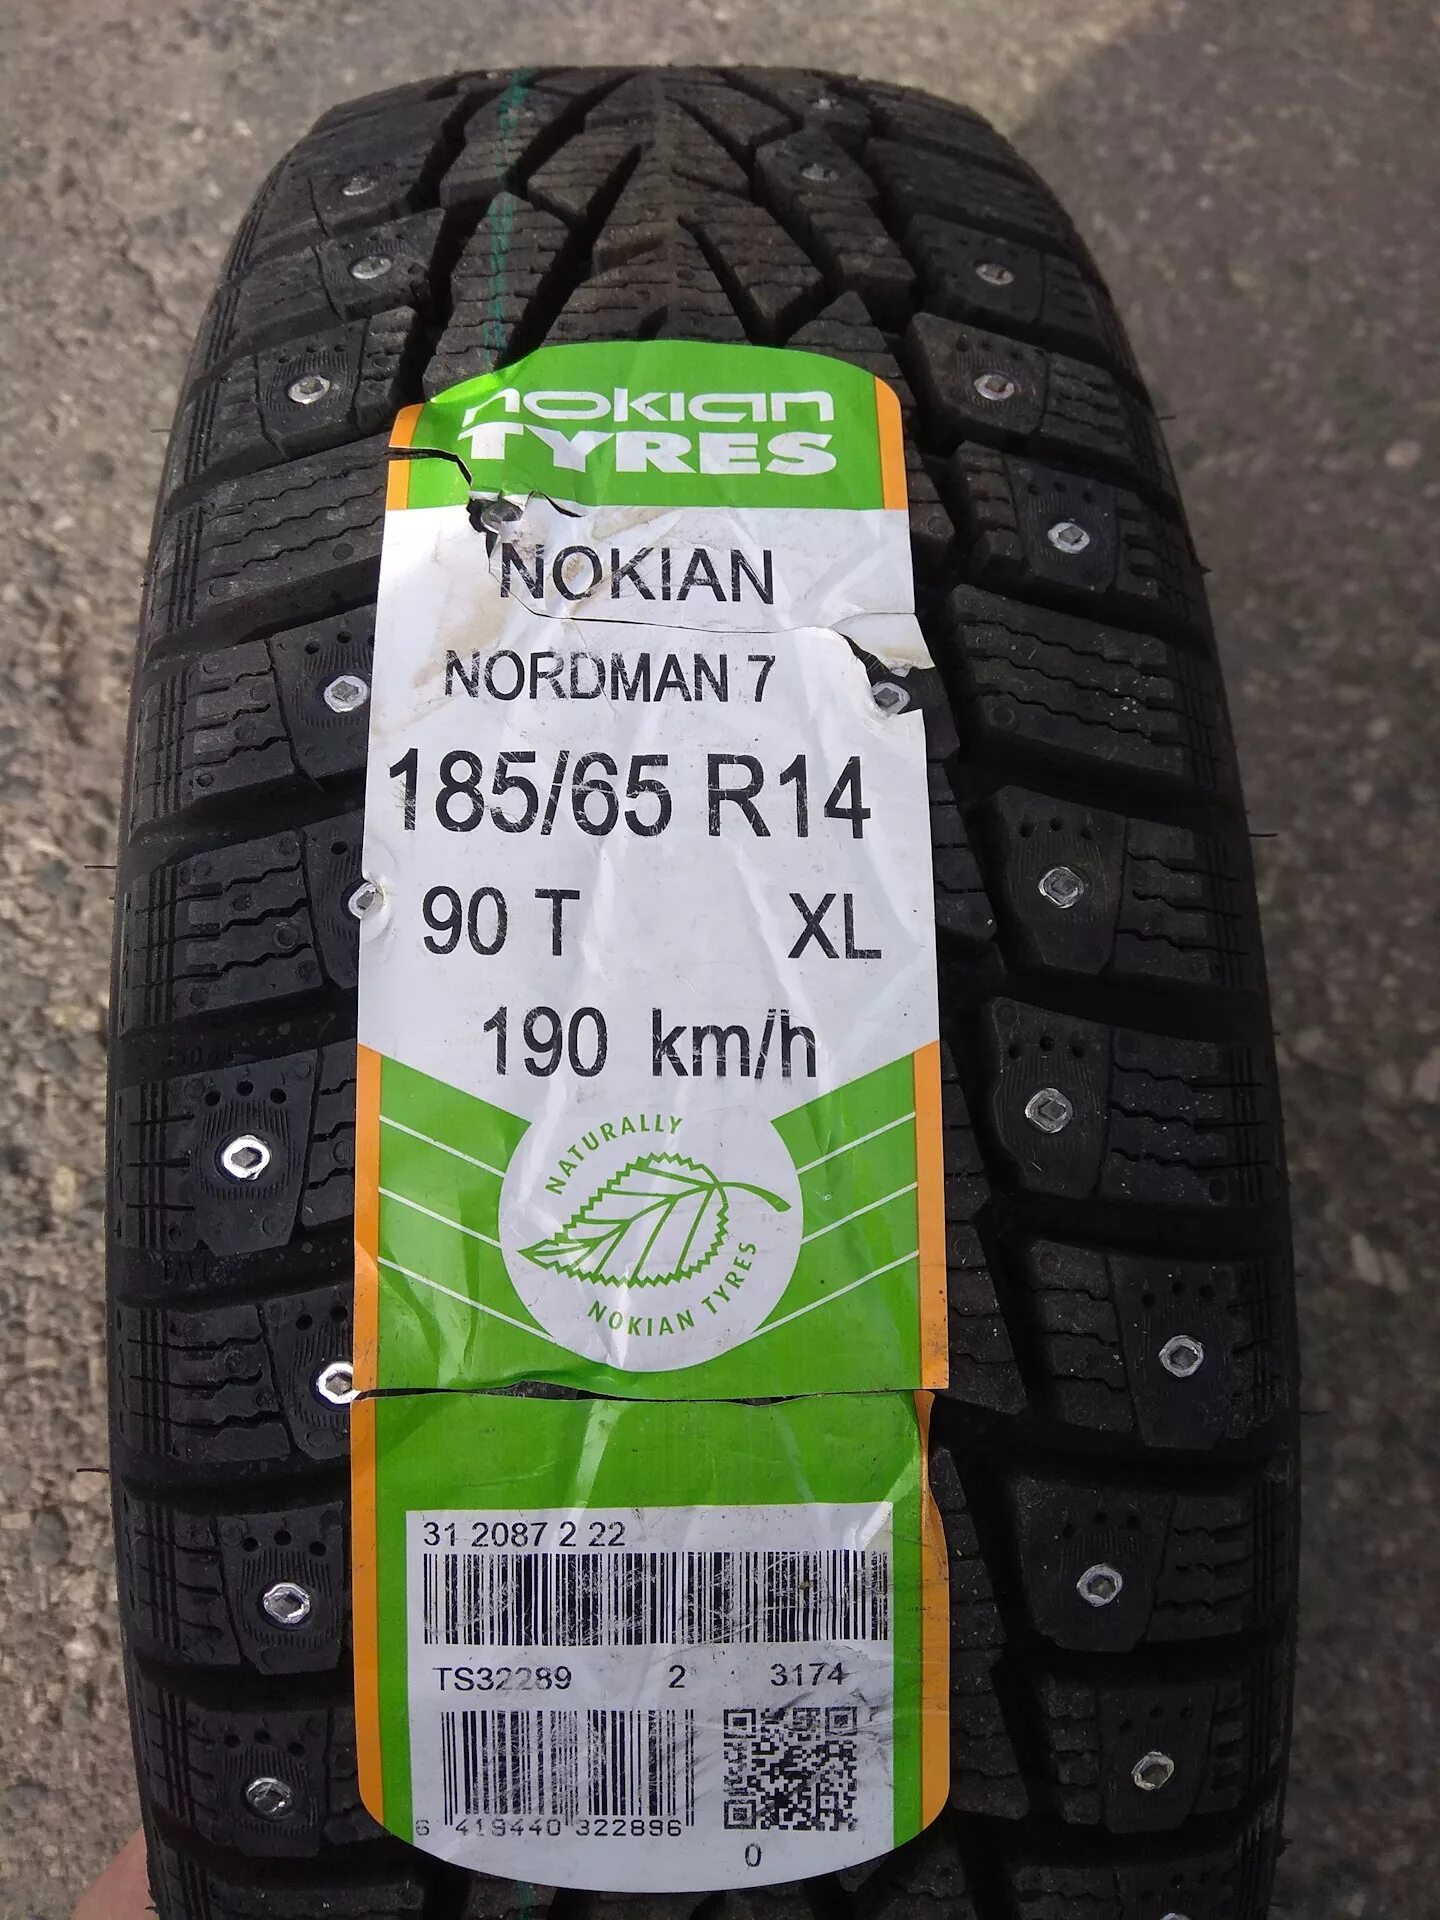 nokian
TYRES
NOKIAN
NORDMAN 7
185/65 R14
90 T XL
190 km/h
NATURALLY
NOKIAN TYRES
31 2087 2 22
TS32289 2 3174
6 419440 322896
0